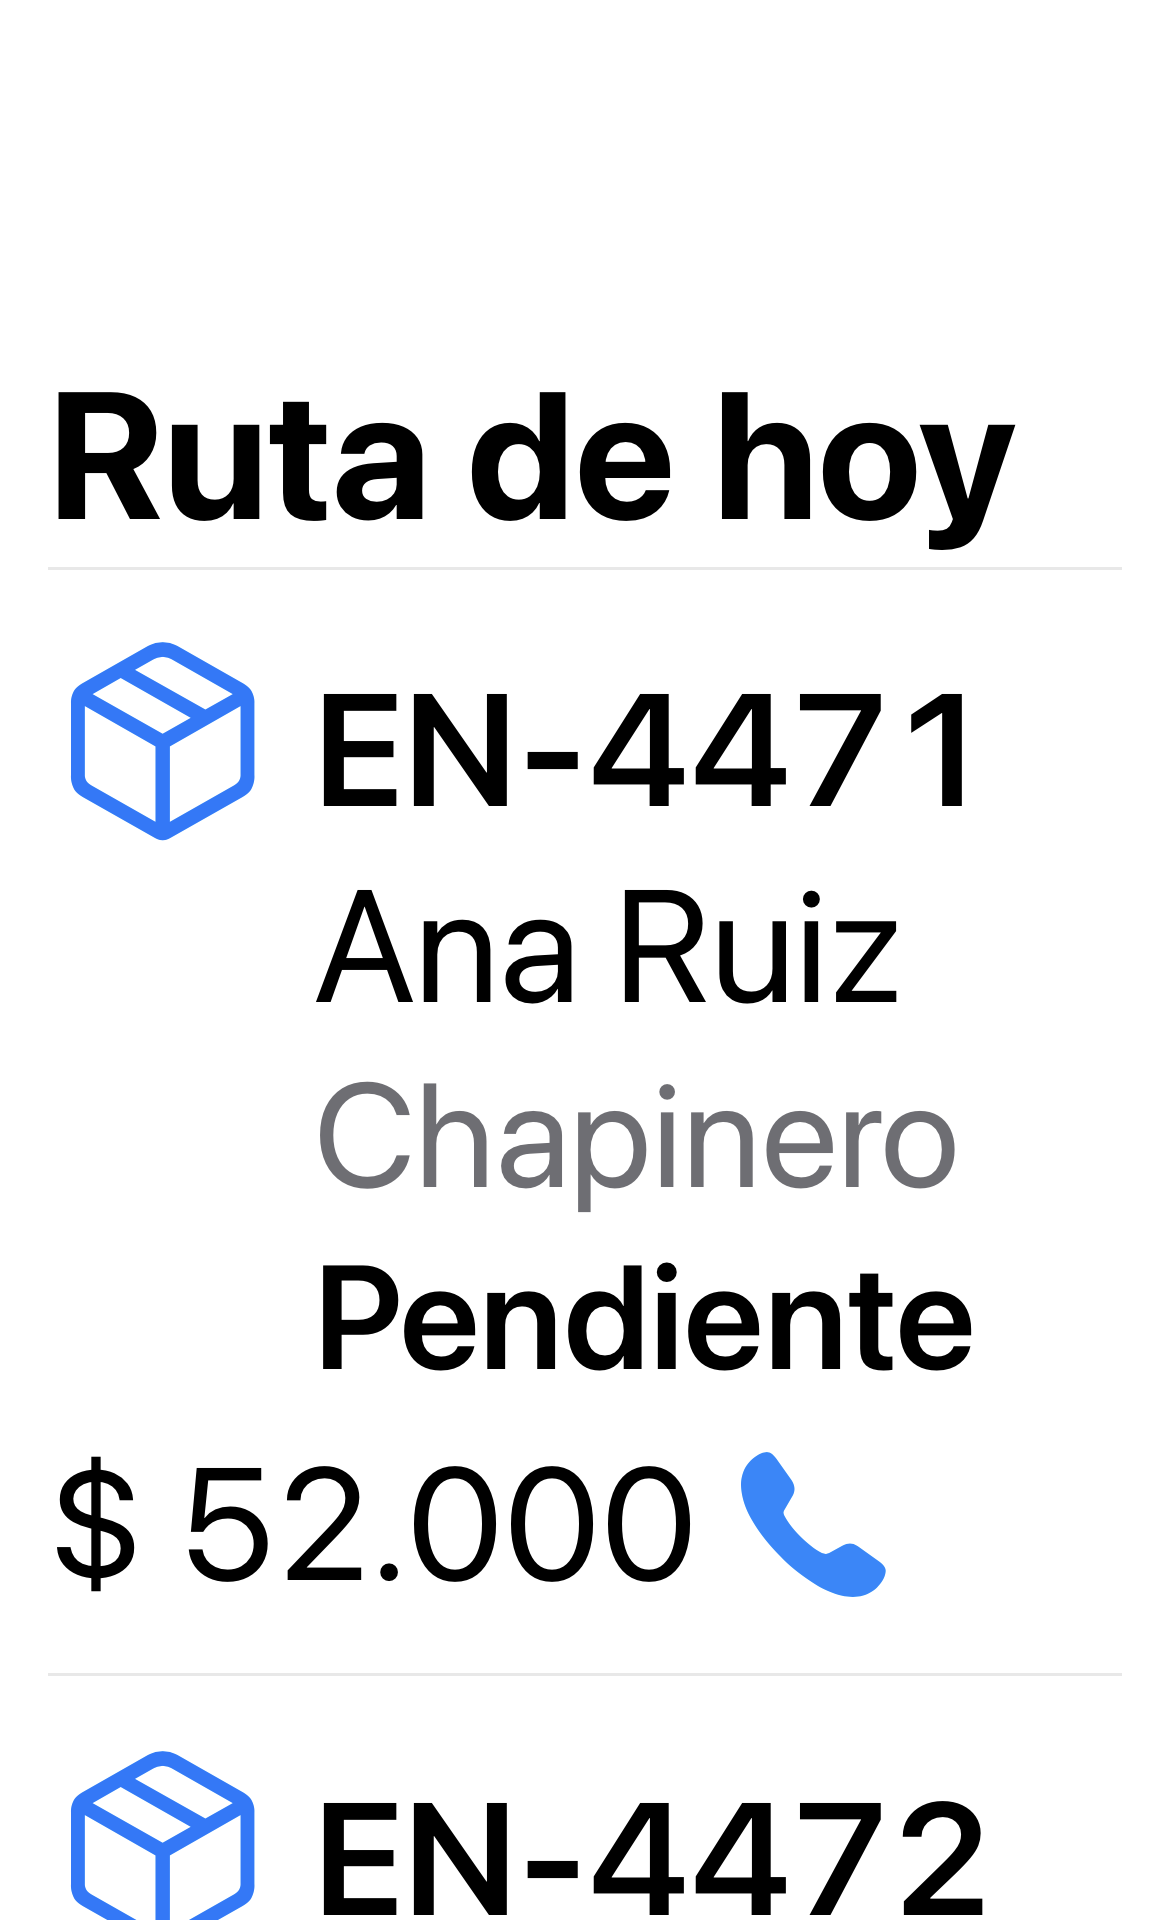 Ruta de hoy
EN-4471
Ana Ruiz
Chapinero
Pendiente
$ 52.000
EN-4472